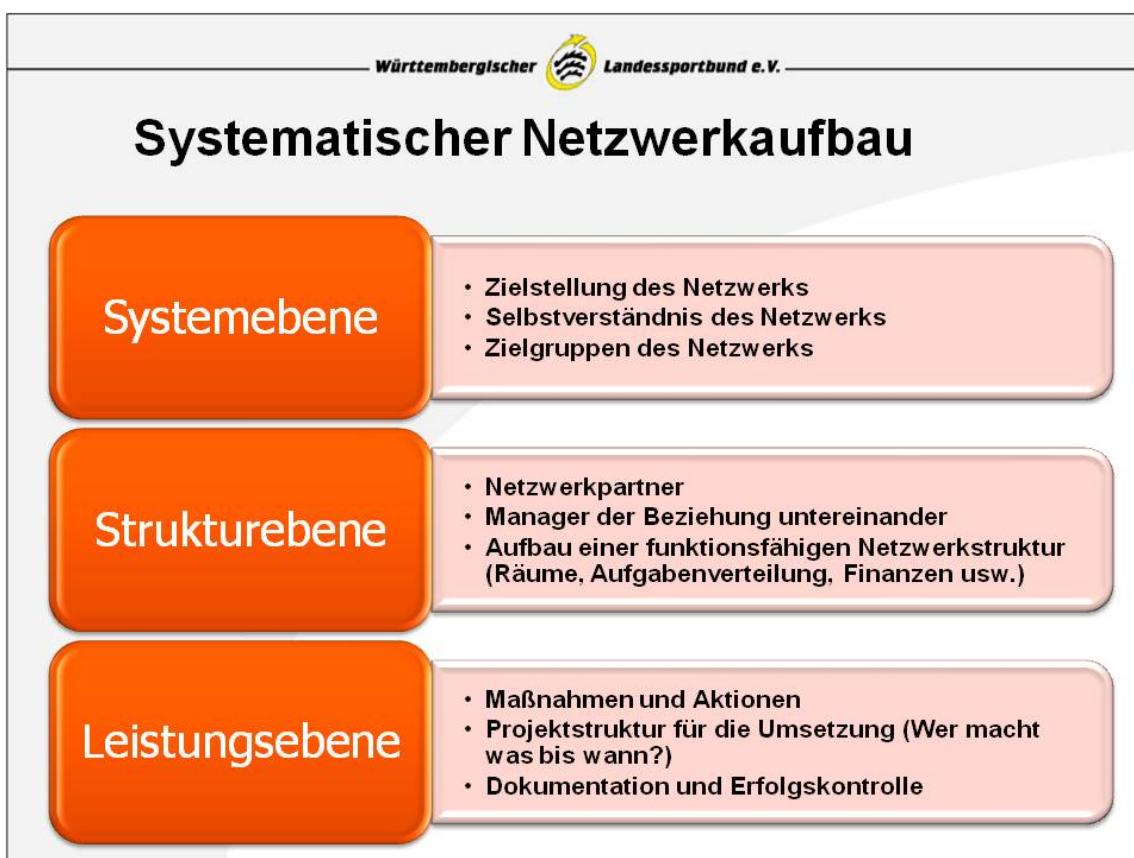 Württembergischer Landessportbund e.V.
Systematischer Netzwerkaufbau
Systemebene
• Zielstellung des Netzwerks
• Selbstverständnis des Netzwerks
• Zielgruppen des Netzwerks
Strukturebene
• Netzwerkpartner
• Manager der Beziehung untereinander
• Aufbau einer funktionsfähigen Netzwerkstruktur
(Räume, Aufgabenverteilung, Finanzen usw.)
Leistungsebene
• Maßnahmen und Aktionen
• Projektstruktur für die Umsetzung (Wer macht
was bis wann?)
• Dokumentation und Erfolgskontrolle